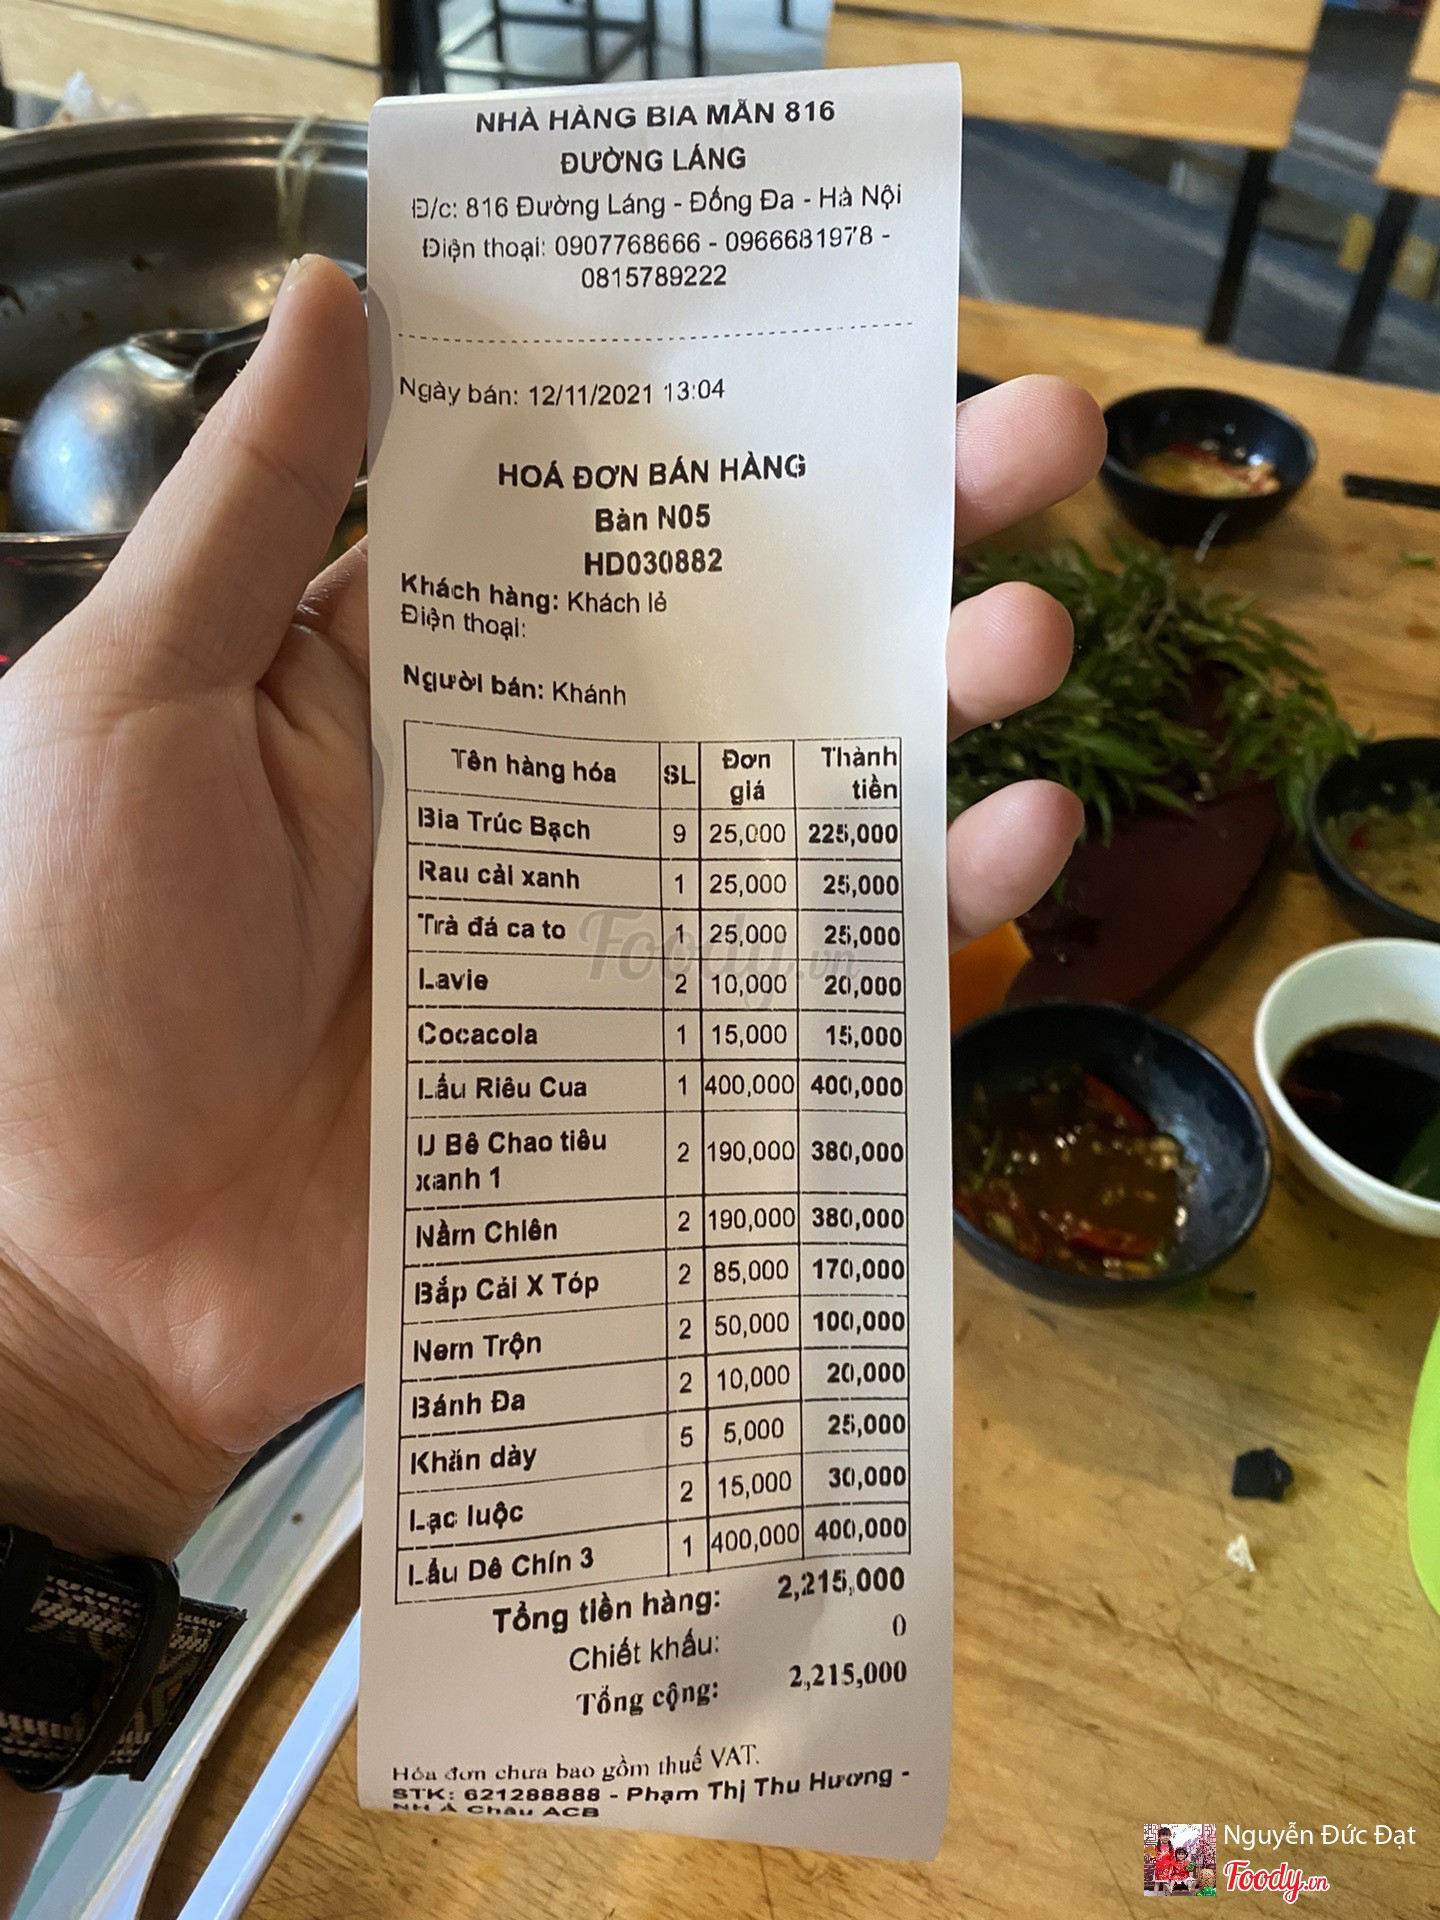 NHÀ HÀNG BIA MẪN 816
ĐƯỜNG LÁNG
Đ/c: 816 Đường Láng - Đống Đa - Hà Nội
Điện thoại: 0907768666 - 0966681978 -
0815789222
Ngày bán: 12/11/2021 13:04
HOÁ ĐƠN BÁN HÀNG
Bàn N05
HD030882
Khách hàng: Khách lẻ
Điện thoại:
Người bán: Khánh
Tên hàng hóa SL Đơn giá Thành tiền
Bia Trúc Bạch 9 25,000 225,000
Rau cải xanh 1 25,000 25,000
Trà đá ca to 1 25,000 25,000
Lavie 2 10,000 20,000
Cocacola 1 15,000 15,000
Lẩu Riêu Cua 1 400,000 400,000
U Bê Chao tiêu
xanh 1 2 190,000 380,000
Nầm Chiên 2 190,000 380,000
Bắp Cải X Tóp 2 85,000 170,000
Nem Trộn 2 50,000 100,000
Bánh Đa 2 10,000 20,000
Khăn dày 5 5,000 25,000
Lạc luộc 2 15,000 30,000
Lẩu Dê Chín 3 1 400,000 400,000
Tổng tiền hàng: 2,215,000
Chiết khấu: 0
Tổng cộng: 2,215,000
Hóa đơn chưa bao gồm thuế VAT.
STK: 621288888 - Phạm Thị Thu Hương -
NH Á Châu ACB
Foody.vn
Nguyễn Đức Đạt
Foody.vn